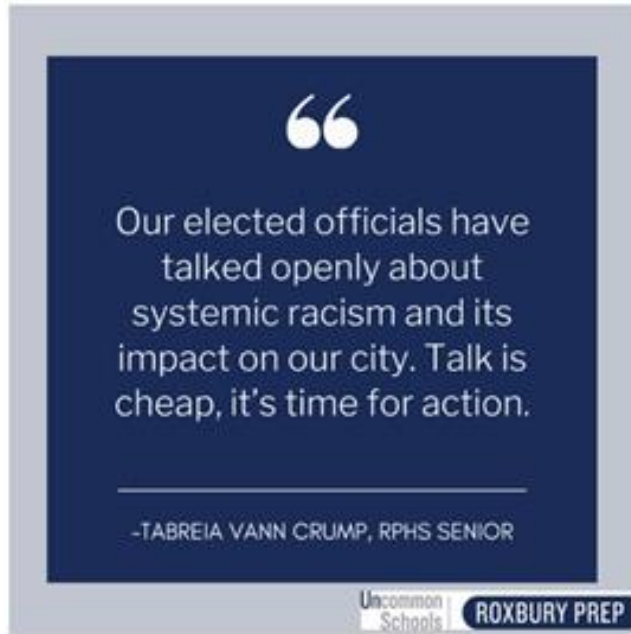 “
Our elected officials have
talked openly about
systemic racism and its
impact on our city. Talk is
cheap, it's time for action.
-TABREIA VANN CRUMP, RPHS SENIOR
Uncommon
Schools
ROXBURY PREP